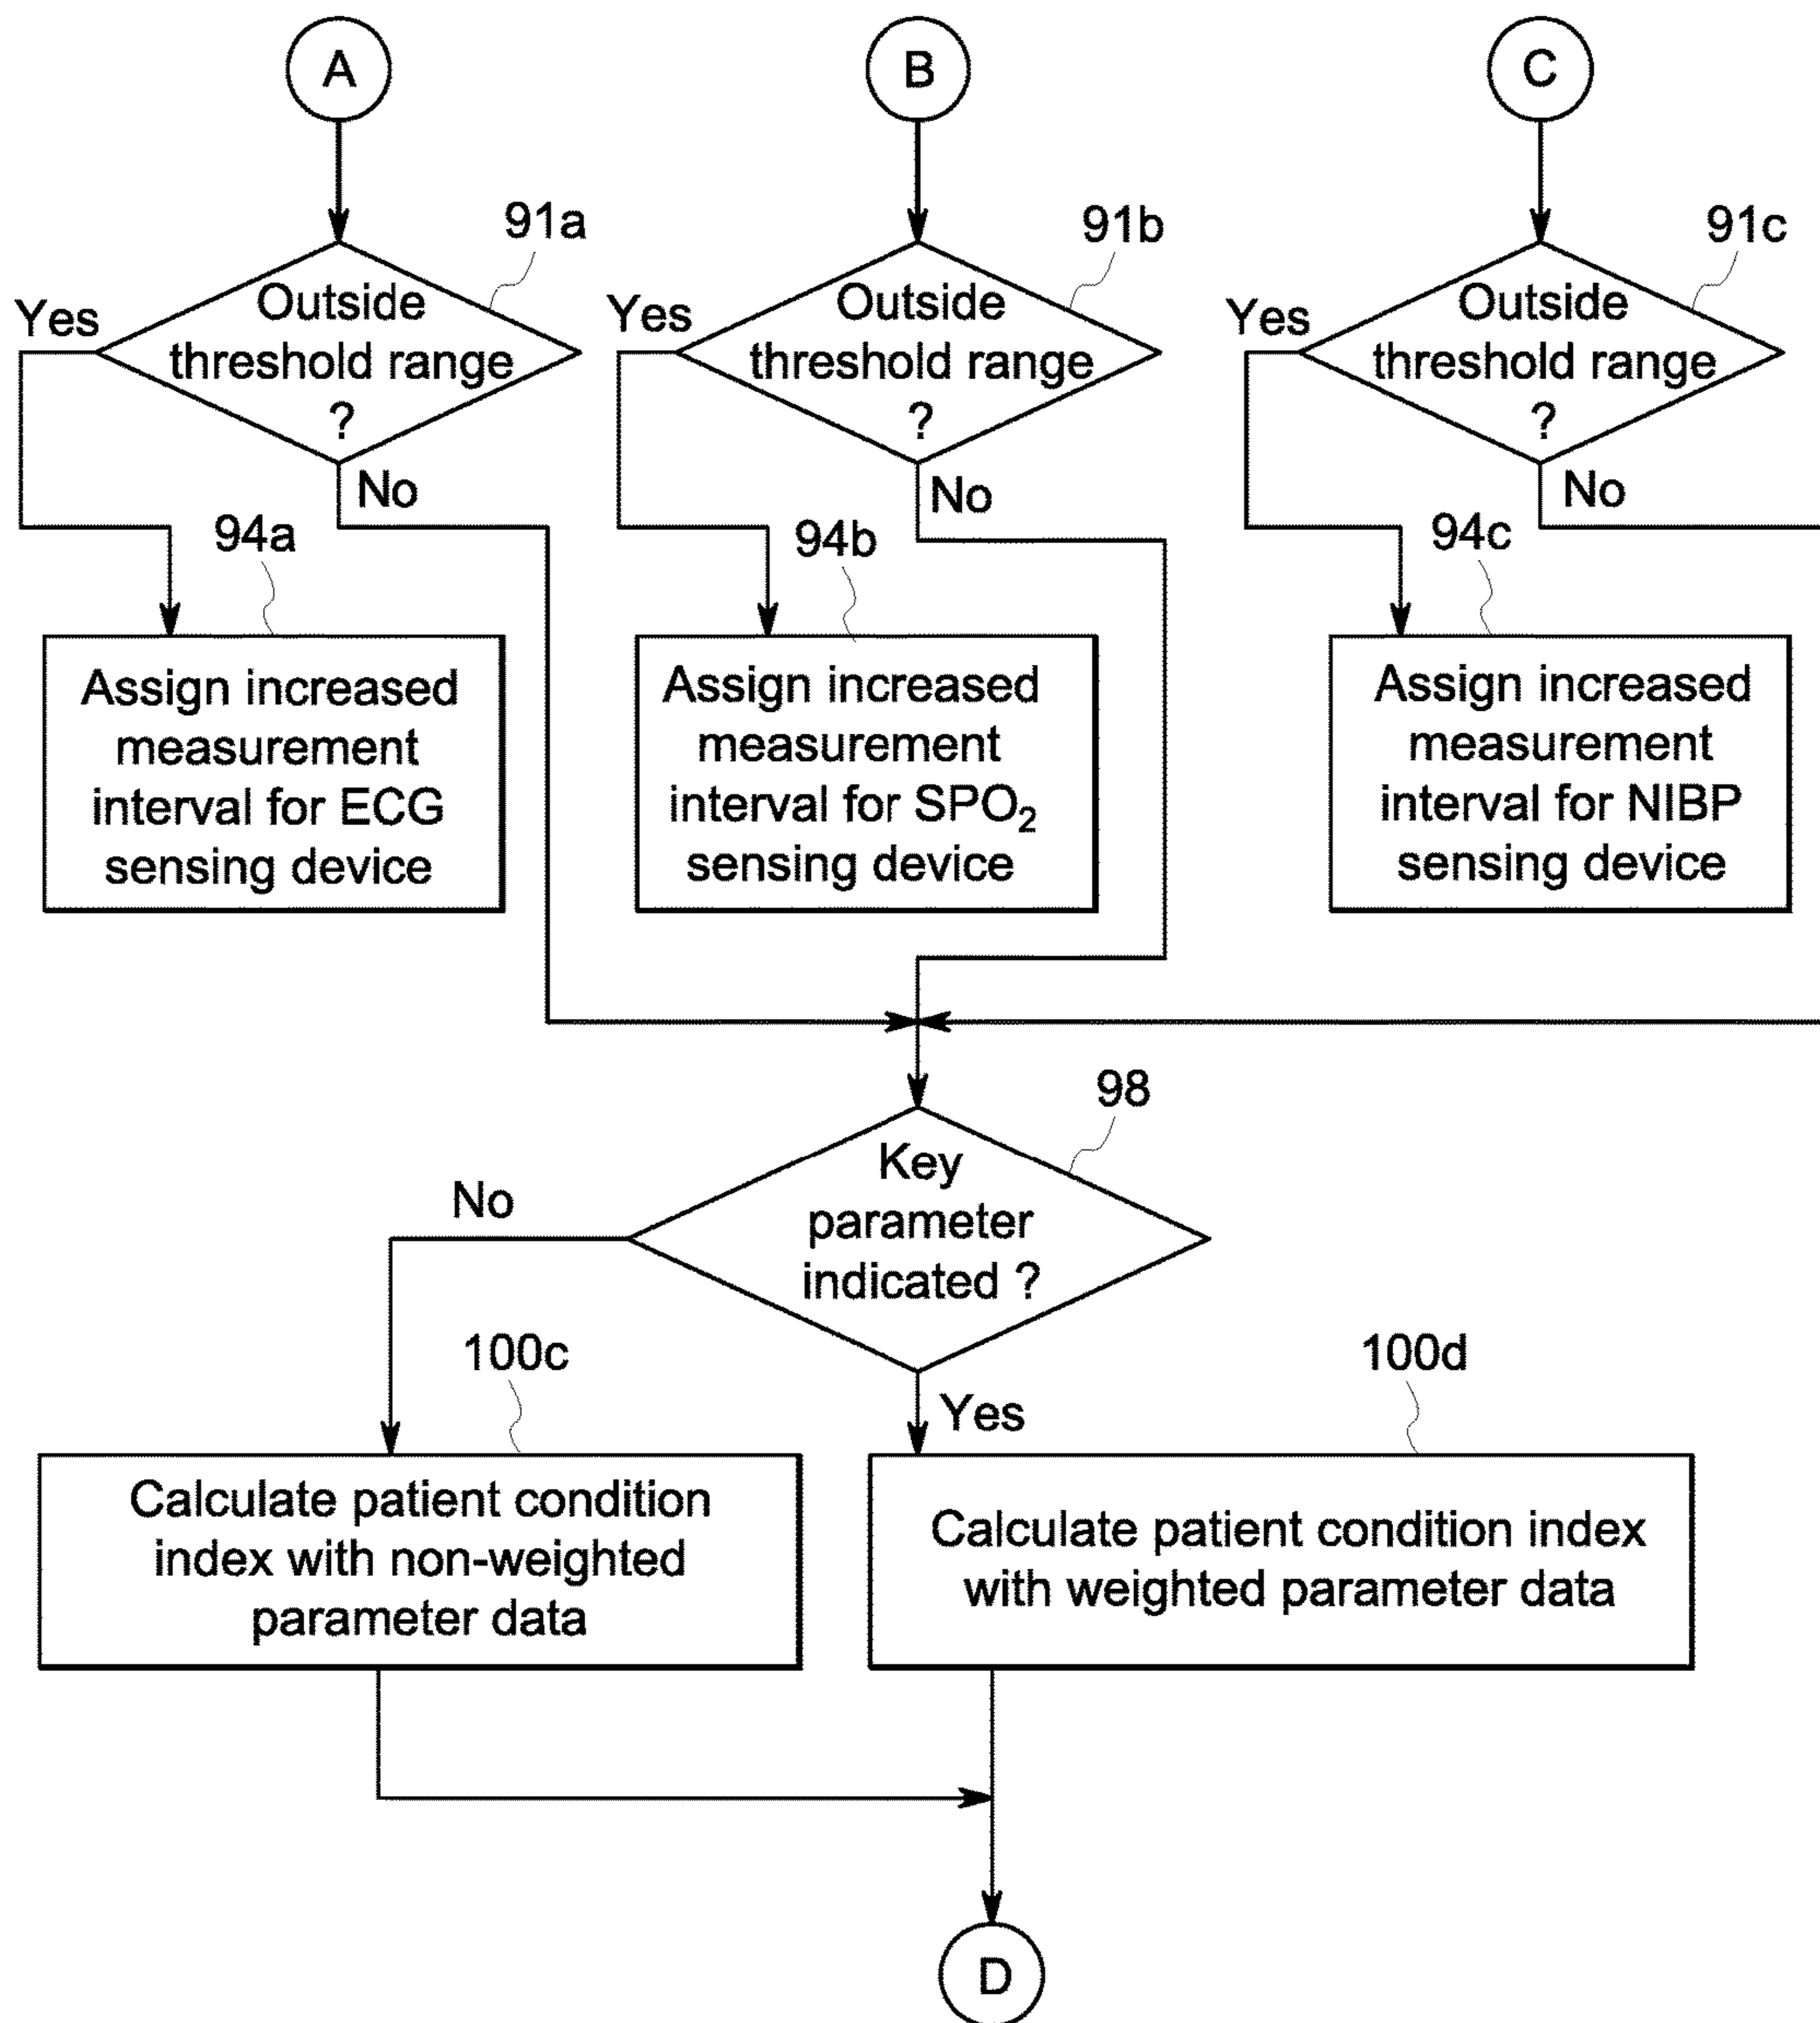 A
B
C
91a
91b
91c
Yes
Outside
threshold range
?
No
Yes
Outside
threshold range
?
No
Yes
Outside
threshold range
?
No
94a
94b
94c
Assign increased
measurement
interval for ECG
sensing device
Assign increased
measurement
interval for SPO₂
sensing device
Assign increased
measurement
interval for NIBP
sensing device
98
Key
parameter
indicated ?
No
Yes
100c
100d
Calculate patient condition
index with non-weighted
parameter data
Calculate patient condition index
with weighted parameter data
D